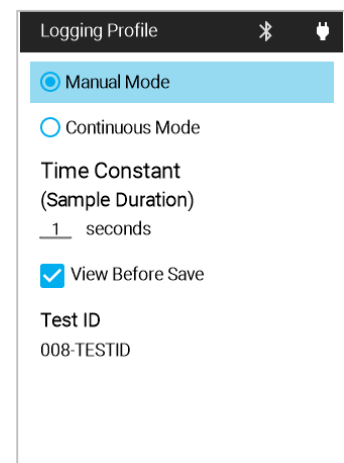 Logging Profile
Manual Mode
Continuous Mode
Time Constant
(Sample Duration)
1 seconds
View Before Save
Test ID
008-TESTID